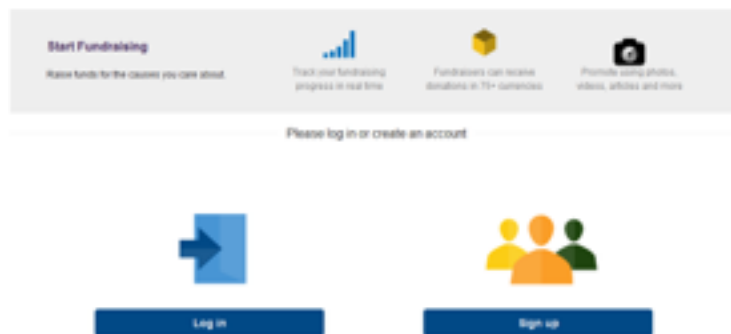 Start Fundraising
Raise funds for the causes you care about.
Track your fundraising
progress in real time
Fundraisers can receive
donations in 75+ currencies
Promote using photos,
videos, articles and more
Please log in or create an account
Log in
Sign up